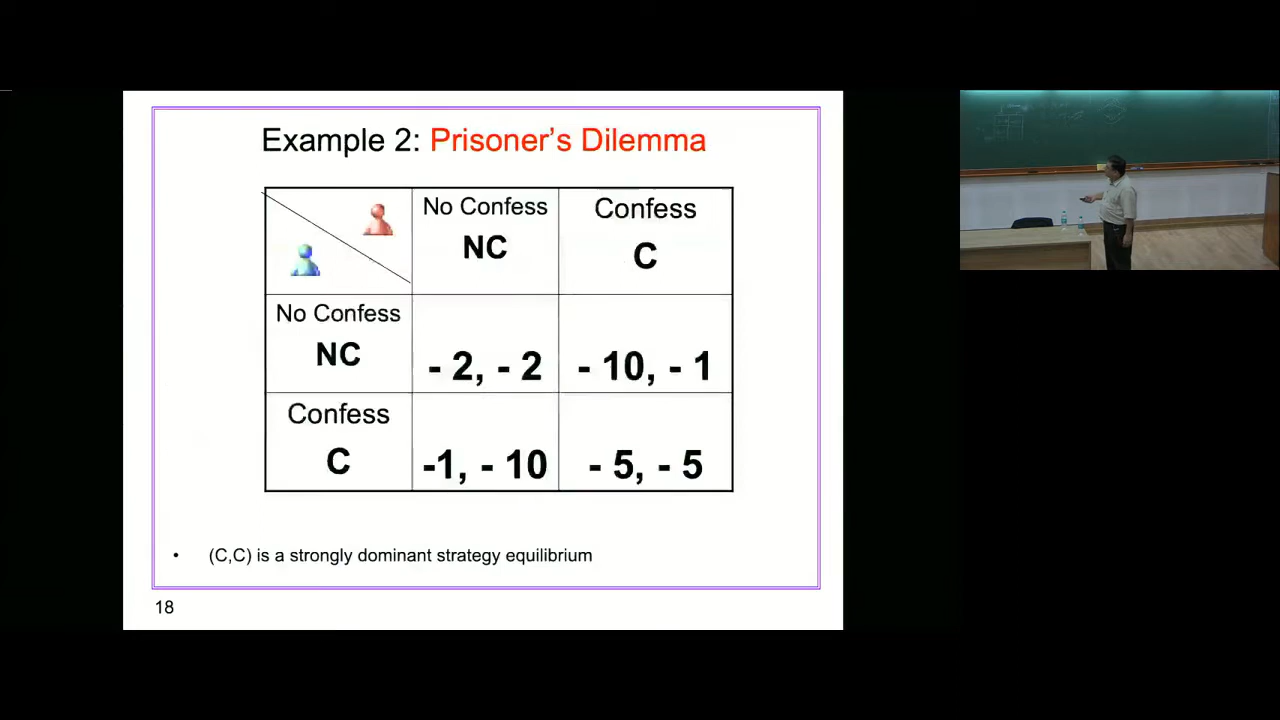 Example 2: Prisoner’s Dilemma
No Confess
NC
Confess
C
No Confess
NC
- 2, - 2
- 10, - 1
Confess
C
-1, - 10
- 5, - 5
• (C,C) is a strongly dominant strategy equilibrium
18